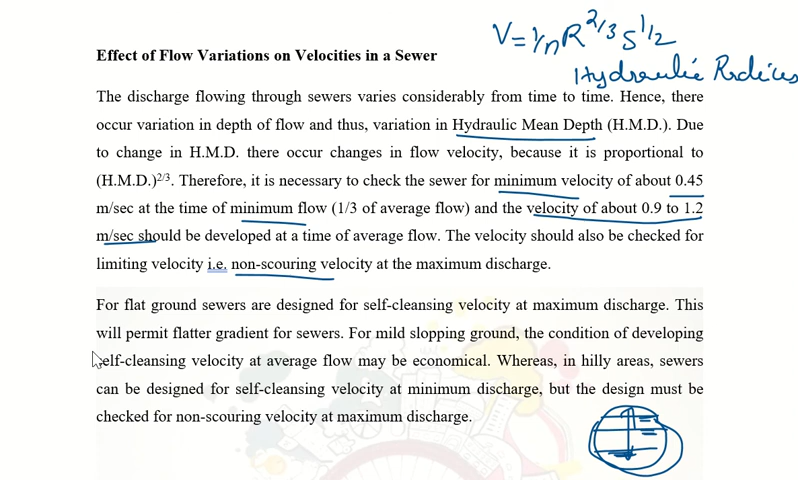 V = 1/n R^2/3 S^1/2
Hydraulic Radius
Effect of Flow Variations on Velocities in a Sewer
The discharge flowing through sewers varies considerably from time to time. Hence, there
occur variation in depth of flow and thus, variation in Hydraulic Mean Depth (H.M.D.). Due
to change in H.M.D. there occur changes in flow velocity, because it is proportional to
(H.M.D.)^2/3. Therefore, it is necessary to check the sewer for minimum velocity of about 0.45
m/sec at the time of minimum flow (1/3 of average flow) and the velocity of about 0.9 to 1.2
m/sec should be developed at a time of average flow. The velocity should also be checked for
limiting velocity i.e. non-scouring velocity at the maximum discharge.
For flat ground sewers are designed for self-cleansing velocity at maximum discharge. This
will permit flatter gradient for sewers. For mild slopping ground, the condition of developing
self-cleansing velocity at average flow may be economical. Whereas, in hilly areas, sewers
can be designed for self-cleansing velocity at minimum discharge, but the design must be
checked for non-scouring velocity at maximum discharge.